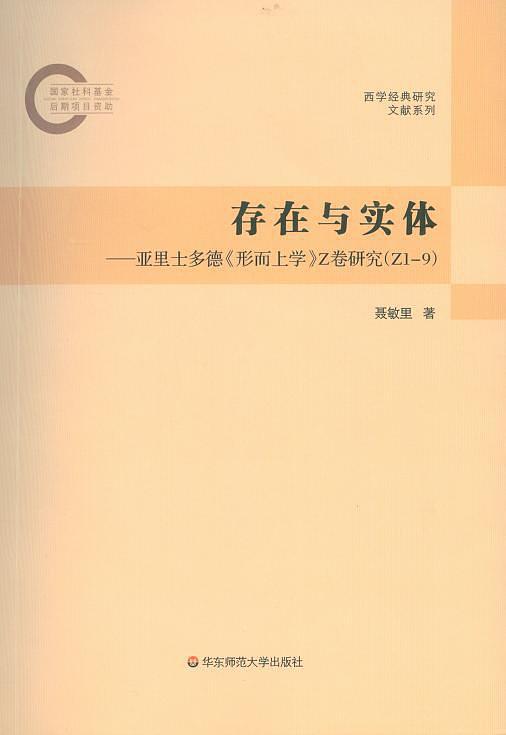 国家社科基金
后期项目资助
西学经典研究
文献系列
存在与实体
——亚里士多德《形而上学》Z卷研究(Z1-9)
聂敏里 著
华东师范大学出版社